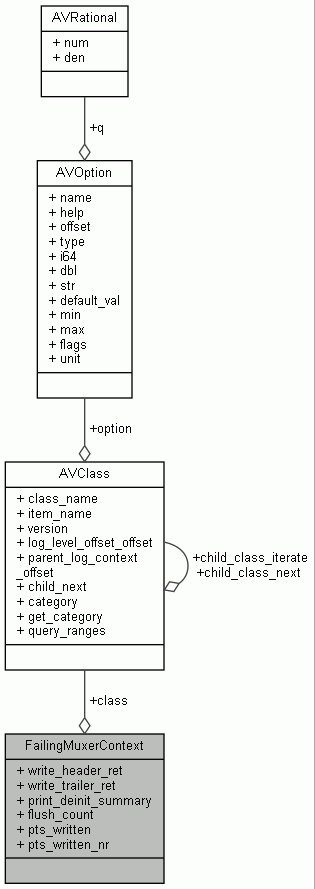 AVRational
+ num
+ den
+q
AVOption
+ name
+ help
+ offset
+ type
+ i64
+ dbl
+ str
+ default_val
+ min
+ max
+ flags
+ unit
+option
AVClass
+ class_name
+ item_name
+ version
+ log_level_offset_offset
+ parent_log_context
_offset
+ child_next
+ category
+ get_category
+ query_ranges
+child_class_iterate
+child_class_next
+class
FailingMuxerContext
+ write_header_ret
+ write_trailer_ret
+ print_deinit_summary
+ flush_count
+ pts_written
+ pts_written_nr